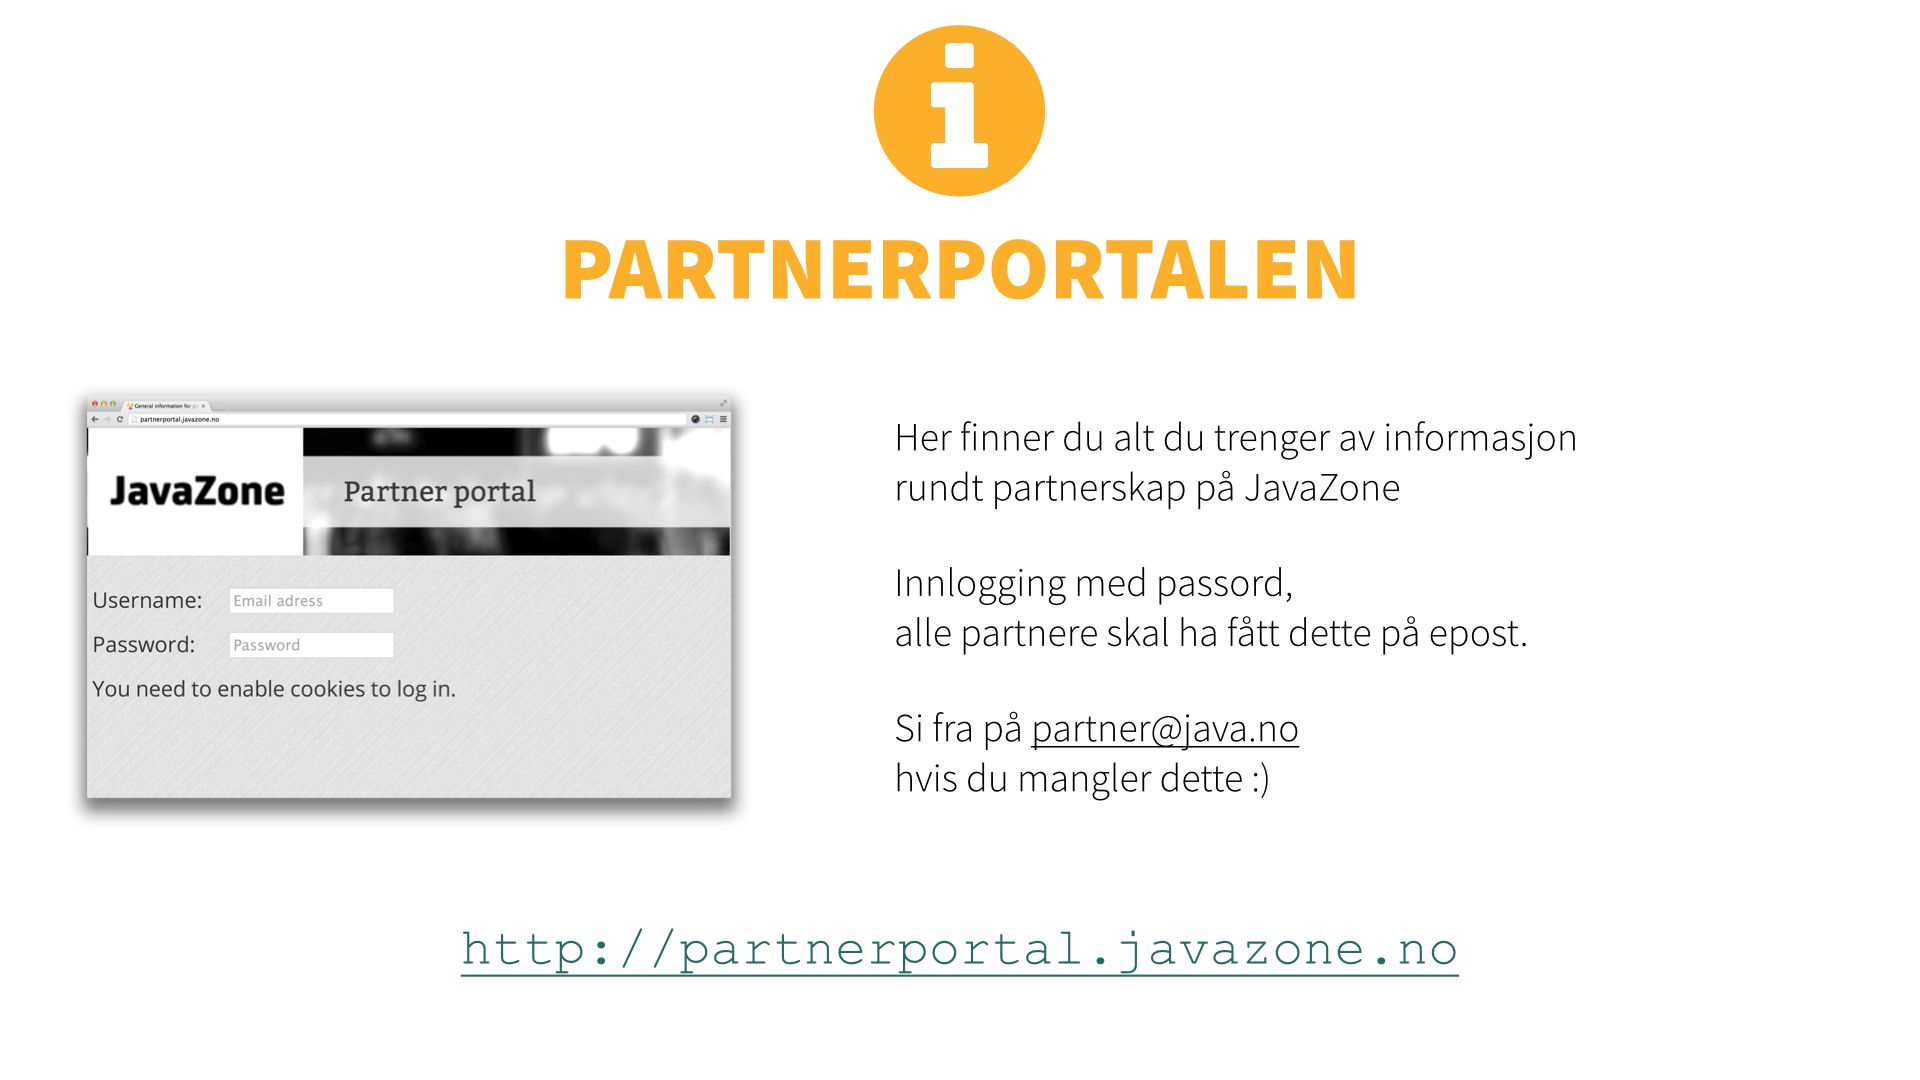 i
PARTNERPORTALEN
General information for pa
partnerportal.javazone.no
JavaZone
Partner portal
Username:
Email adress
Password:
Password
You need to enable cookies to log in.
Her finner du alt du trenger av informasjon
rundt partnerskap på JavaZone
Innlogging med passord,
alle partnere skal ha fått dette på epost.
Si fra på partner@java.no
hvis du mangler dette :)
http://partnerportal.javazone.no